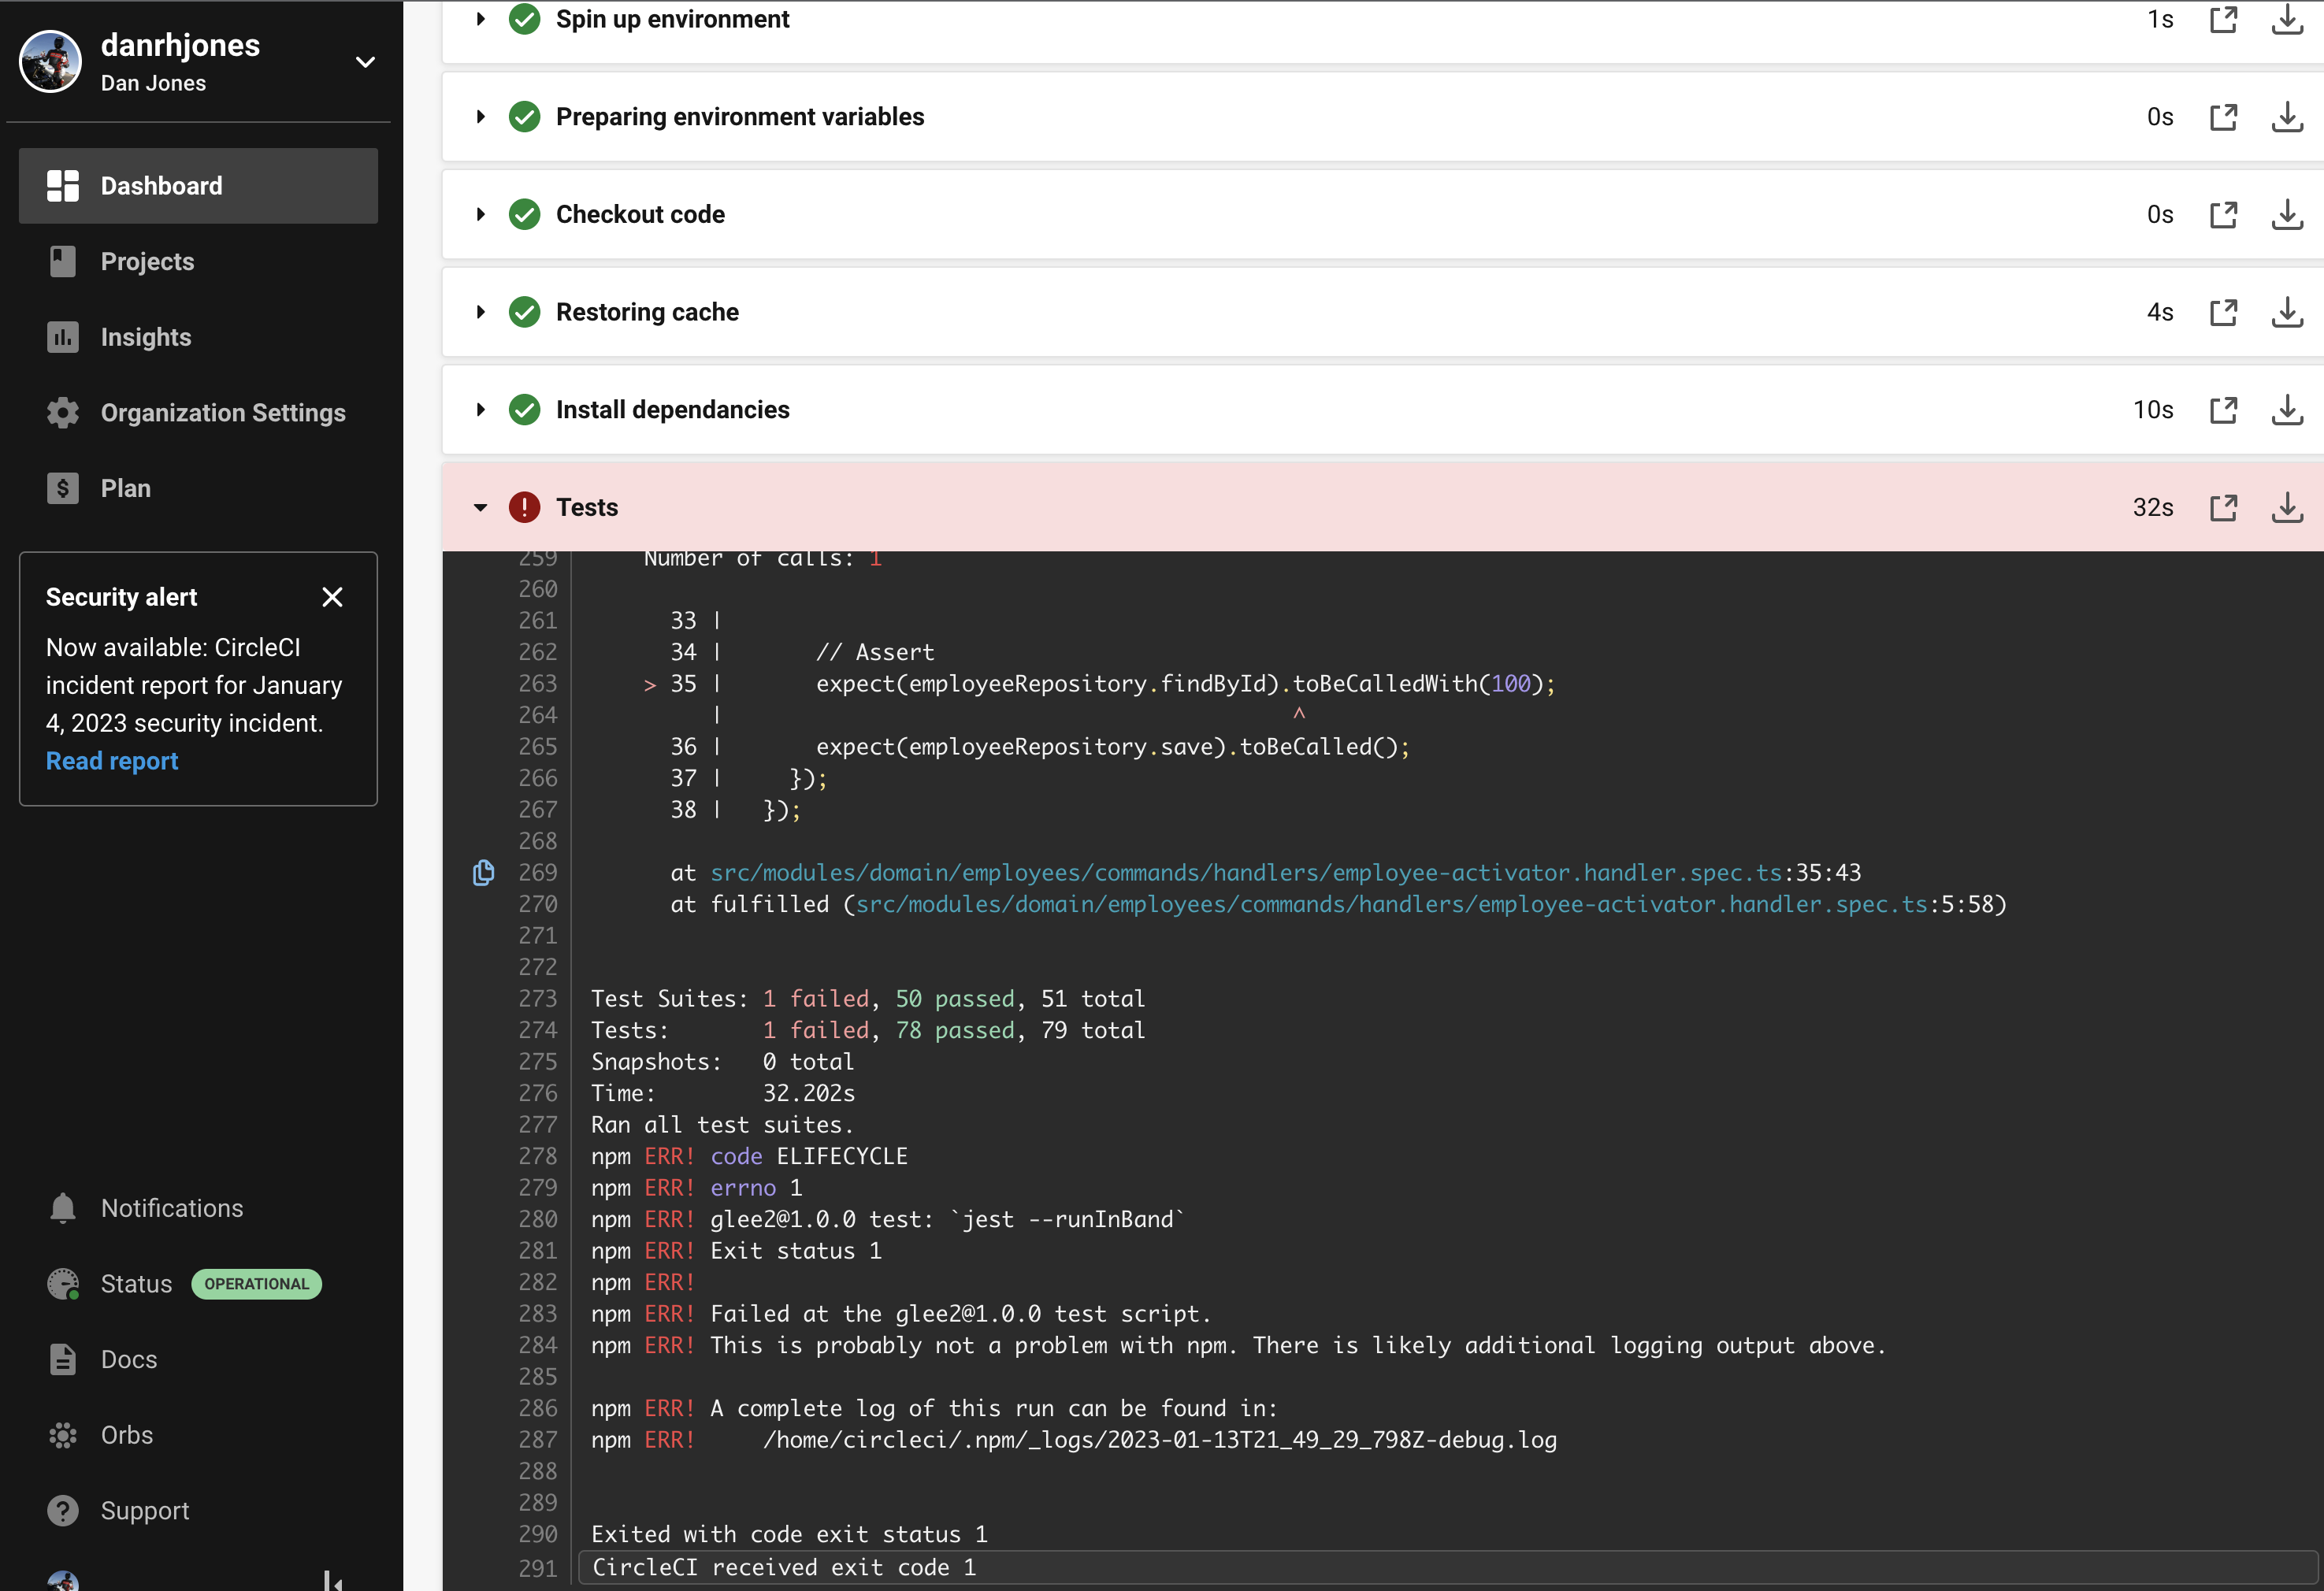 danrhjones
Dan Jones
Dashboard
Projects
Insights
Organization Settings
Plan
Security alert
Now available: CircleCI
incident report for January
4, 2023 security incident.
Read report
Notifications
Status OPERATIONAL
Docs
Orbs
Support
Spin up environment 1s
Preparing environment variables 0s
Checkout code 0s
Restoring cache 4s
Install dependancies 10s
Tests 32s
259 Number of calls: 1
260
261 33 |
262 34 | // Assert
263 > 35 | expect(employeeRepository.findById).toBeCalledWith(100);
264 | ^
265 36 | expect(employeeRepository.save).toBeCalled();
266 37 | });
267 38 | });
268
269 at src/modules/domain/employees/commands/handlers/employee-activator.handler.spec.ts:35:43
270 at fulfilled (src/modules/domain/employees/commands/handlers/employee-activator.handler.spec.ts:5:58)
271
272
273 Test Suites: 1 failed, 50 passed, 51 total
274 Tests: 1 failed, 78 passed, 79 total
275 Snapshots: 0 total
276 Time: 32.202s
277 Ran all test suites.
278 npm ERR! code ELIFECYCLE
279 npm ERR! errno 1
280 npm ERR! glee2@1.0.0 test: `jest --runInBand`
281 npm ERR! Exit status 1
282 npm ERR!
283 npm ERR! Failed at the glee2@1.0.0 test script.
284 npm ERR! This is probably not a problem with npm. There is likely additional logging output above.
285
286 npm ERR! A complete log of this run can be found in:
287 npm ERR! /home/circleci/.npm/_logs/2023-01-13T21_49_29_798Z-debug.log
288
289
290 Exited with code exit status 1
291 CircleCI received exit code 1